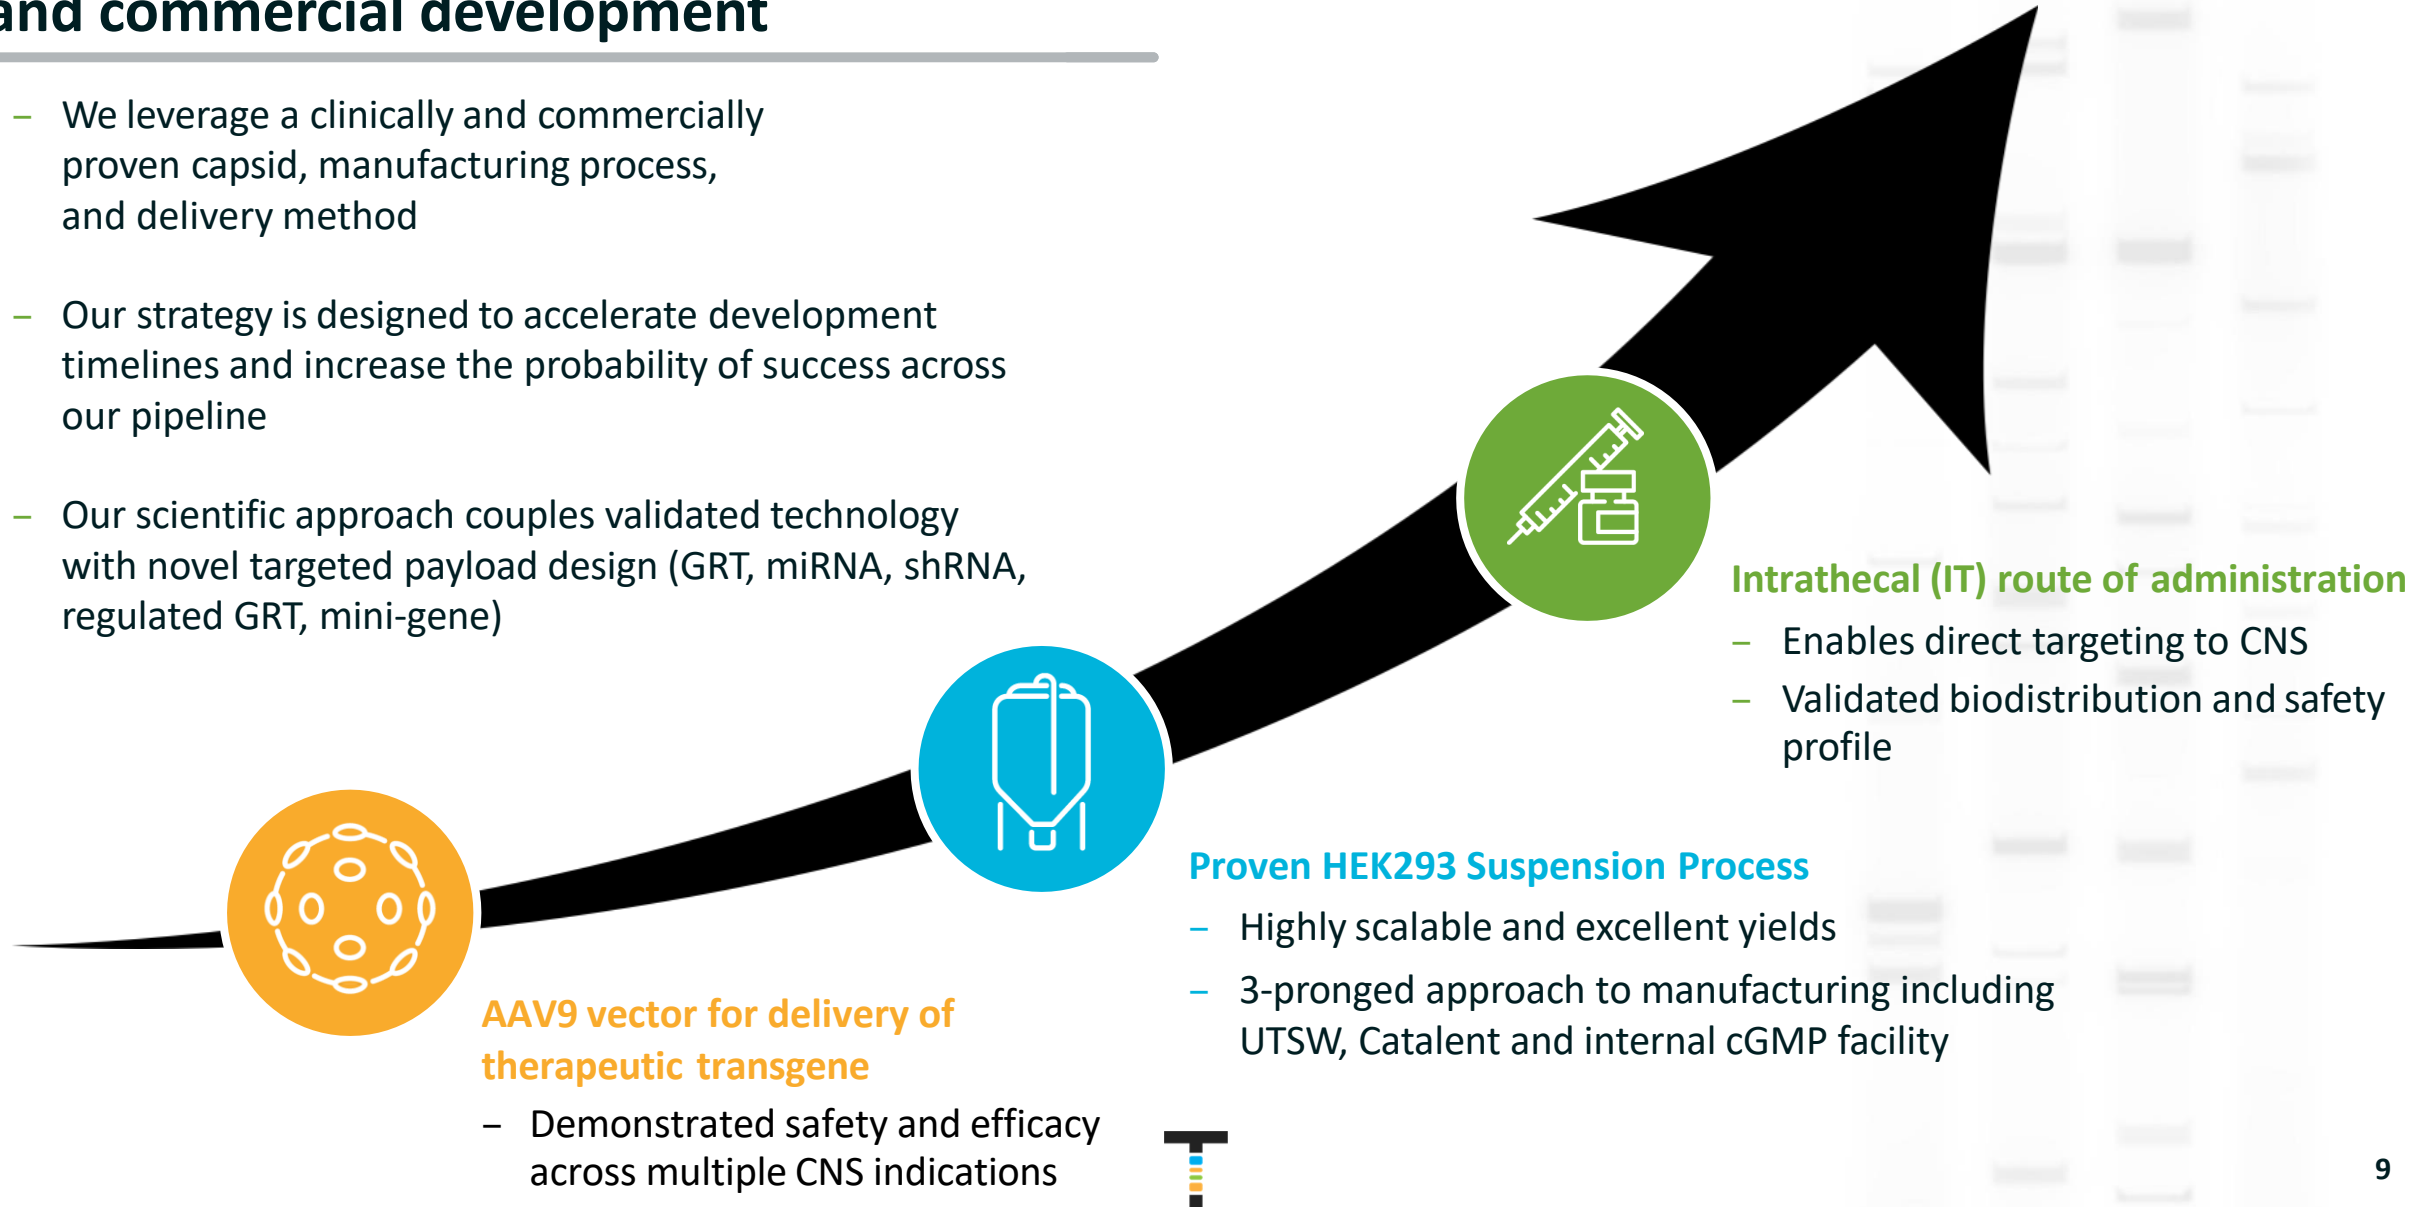 and commercial development
– We leverage a clinically and commercially
proven capsid, manufacturing process,
and delivery method
– Our strategy is designed to accelerate development
timelines and increase the probability of success across
our pipeline
– Our scientific approach couples validated technology
with novel targeted payload design (GRT, miRNA, shRNA,
regulated GRT, mini-gene)
Intrathecal (IT) route of administration
– Enables direct targeting to CNS
– Validated biodistribution and safety
profile
Proven HEK293 Suspension Process
– Highly scalable and excellent yields
– 3-pronged approach to manufacturing including
UTSW, Catalent and internal cGMP facility
AAV9 vector for delivery of
therapeutic transgene
– Demonstrated safety and efficacy
across multiple CNS indications
T
9